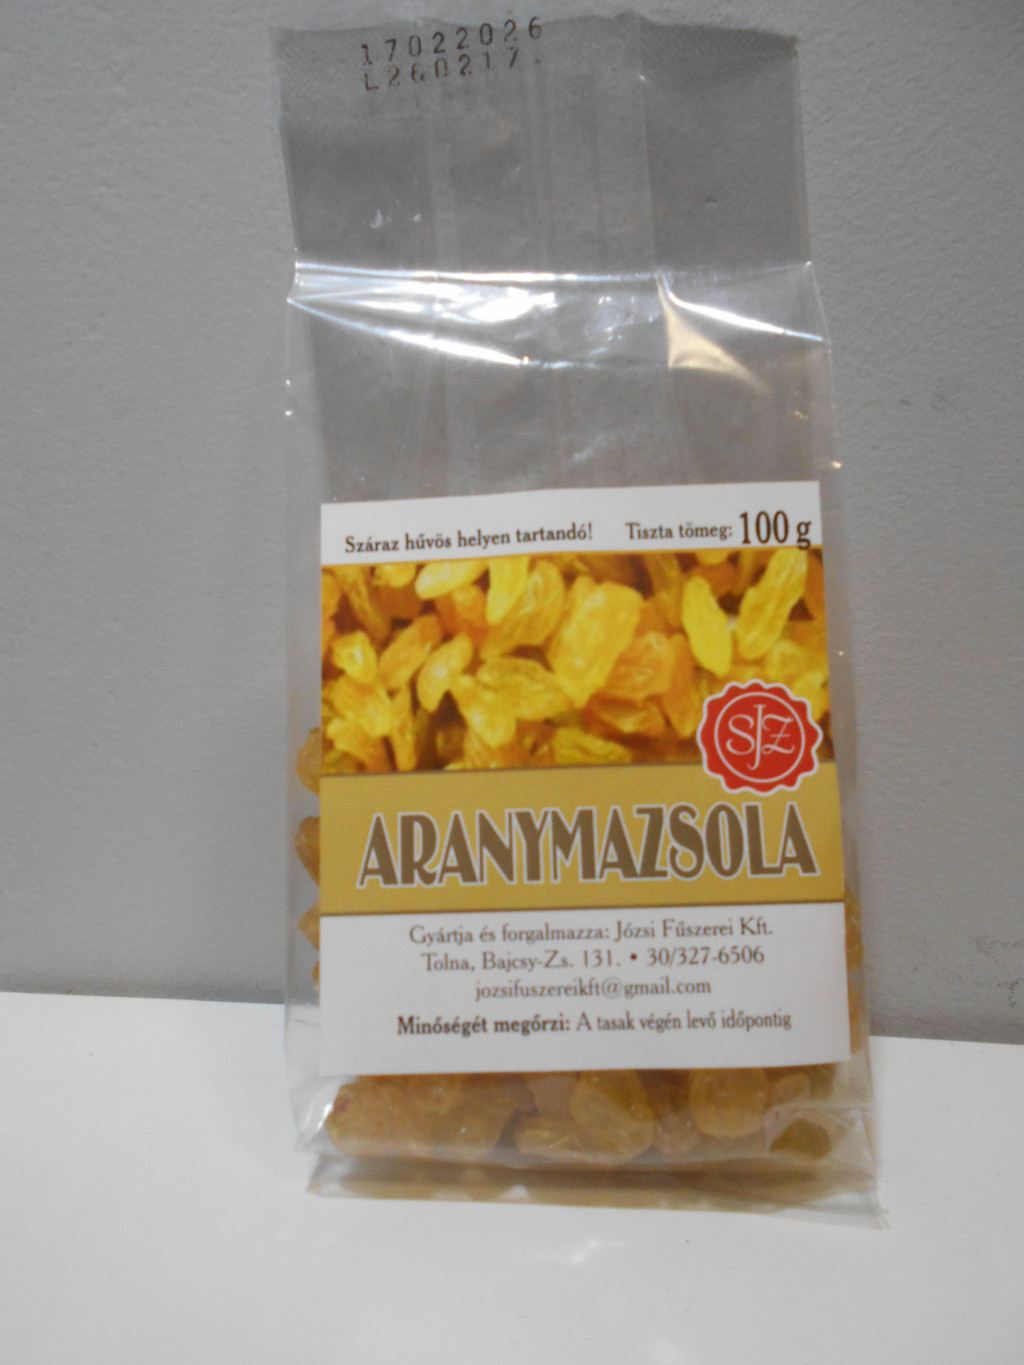 17022026
L260217
Száraz hűvös helyen tartandó! Tiszta tömeg: 100 g
SJZ
ARANYMAZSOLA
Gyártja és forgalmazza: Józsi Fűszerei Kft.
Tolna, Bajcsy-Zs. 131. • 30/327-6506
jozsifuszereikft@gmail.com
Minőségét megőrzi: A tasak végén levő időpontig